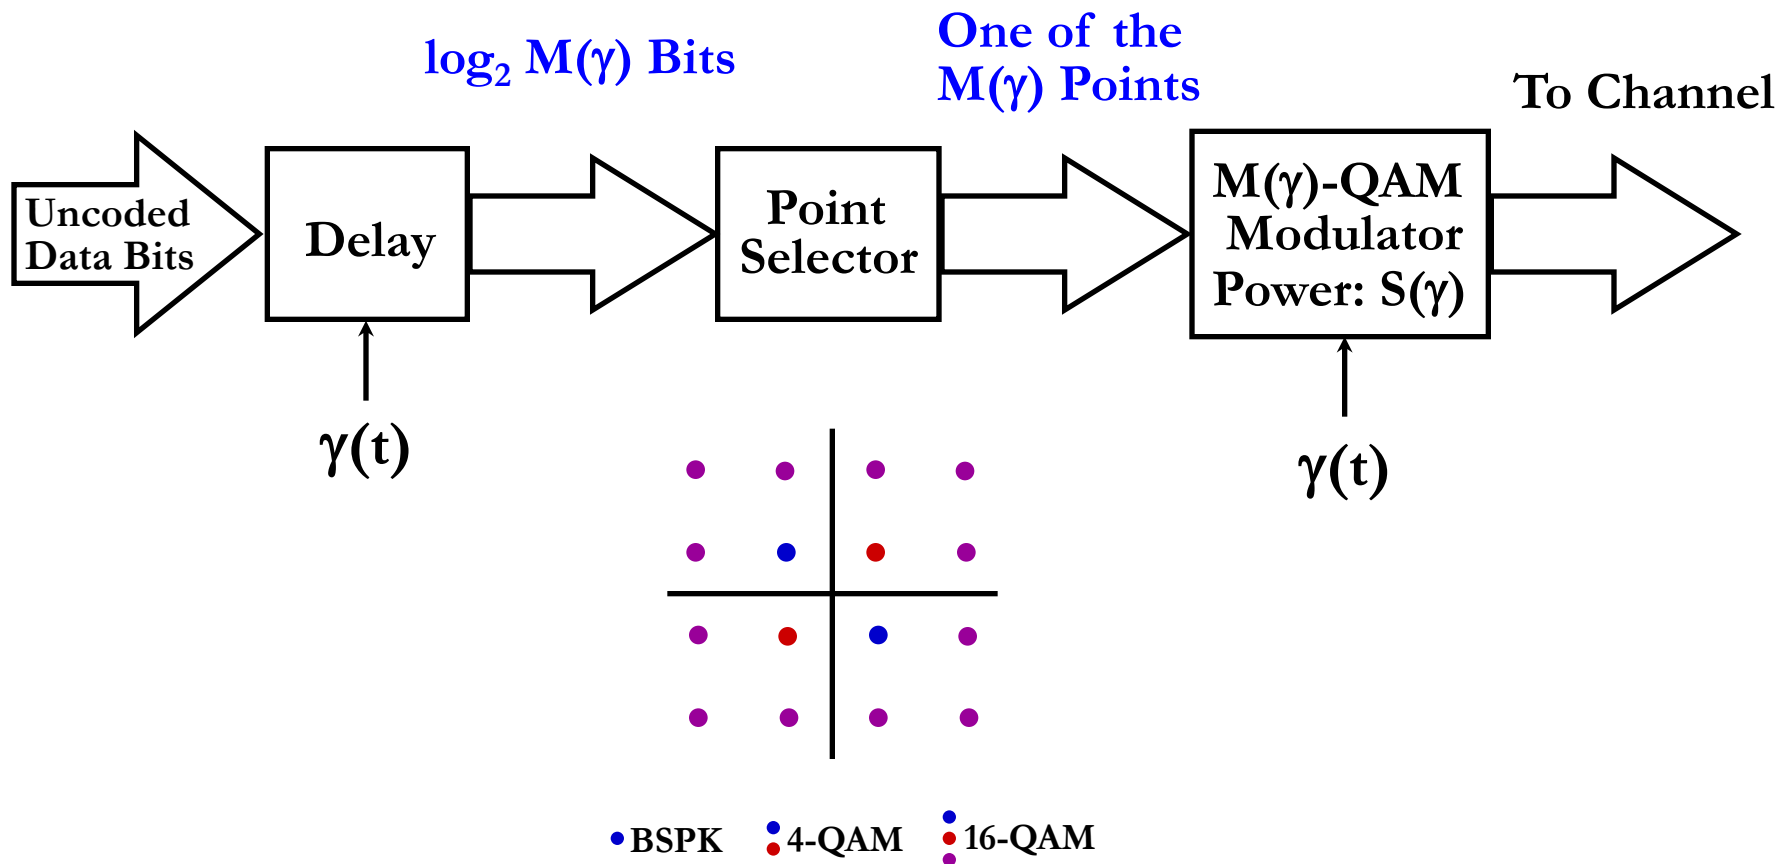 log₂ M(γ) Bits
One of the
M(γ) Points
To Channel
Uncoded
Data Bits
Delay
Point
Selector
M(γ)-QAM
Modulator
Power: S(γ)
γ(t)
γ(t)
BSPK
4-QAM
16-QAM